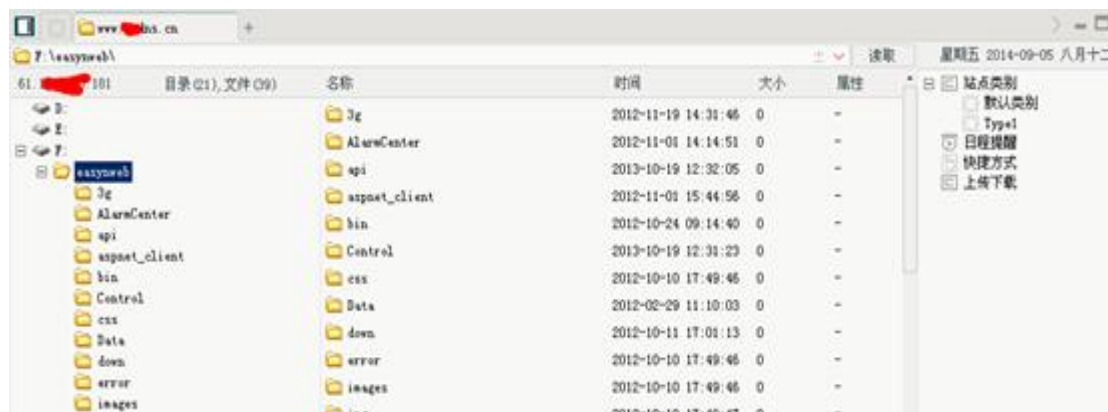 www. ns. cn +
F:\easynweb\ 读取 星期五 2014-09-05 八月十二
61. 101 目录(21),文件(39) 名称 时间 大小 属性 站点类别
D: 3g 2012-11-19 14:31:46 0 - 默认类别
E: AlarmCenter 2012-11-01 14:14:51 0 - Type1
F: api 2013-10-19 12:32:05 0 - 日程提醒
easynweb aspnet_client 2012-11-01 15:44:56 0 - 快捷方式
3g bin 2012-10-24 09:14:40 0 - 上传下载
AlarmCenter Control 2013-10-19 12:31:23 0 -
api css 2012-10-10 17:49:46 0 -
aspnet_client Data 2012-02-29 11:10:03 0 -
bin down 2012-10-11 17:01:13 0 -
Control error 2012-10-10 17:49:46 0 -
css images 2012-10-10 17:49:46 0 -
Data
down
error
images